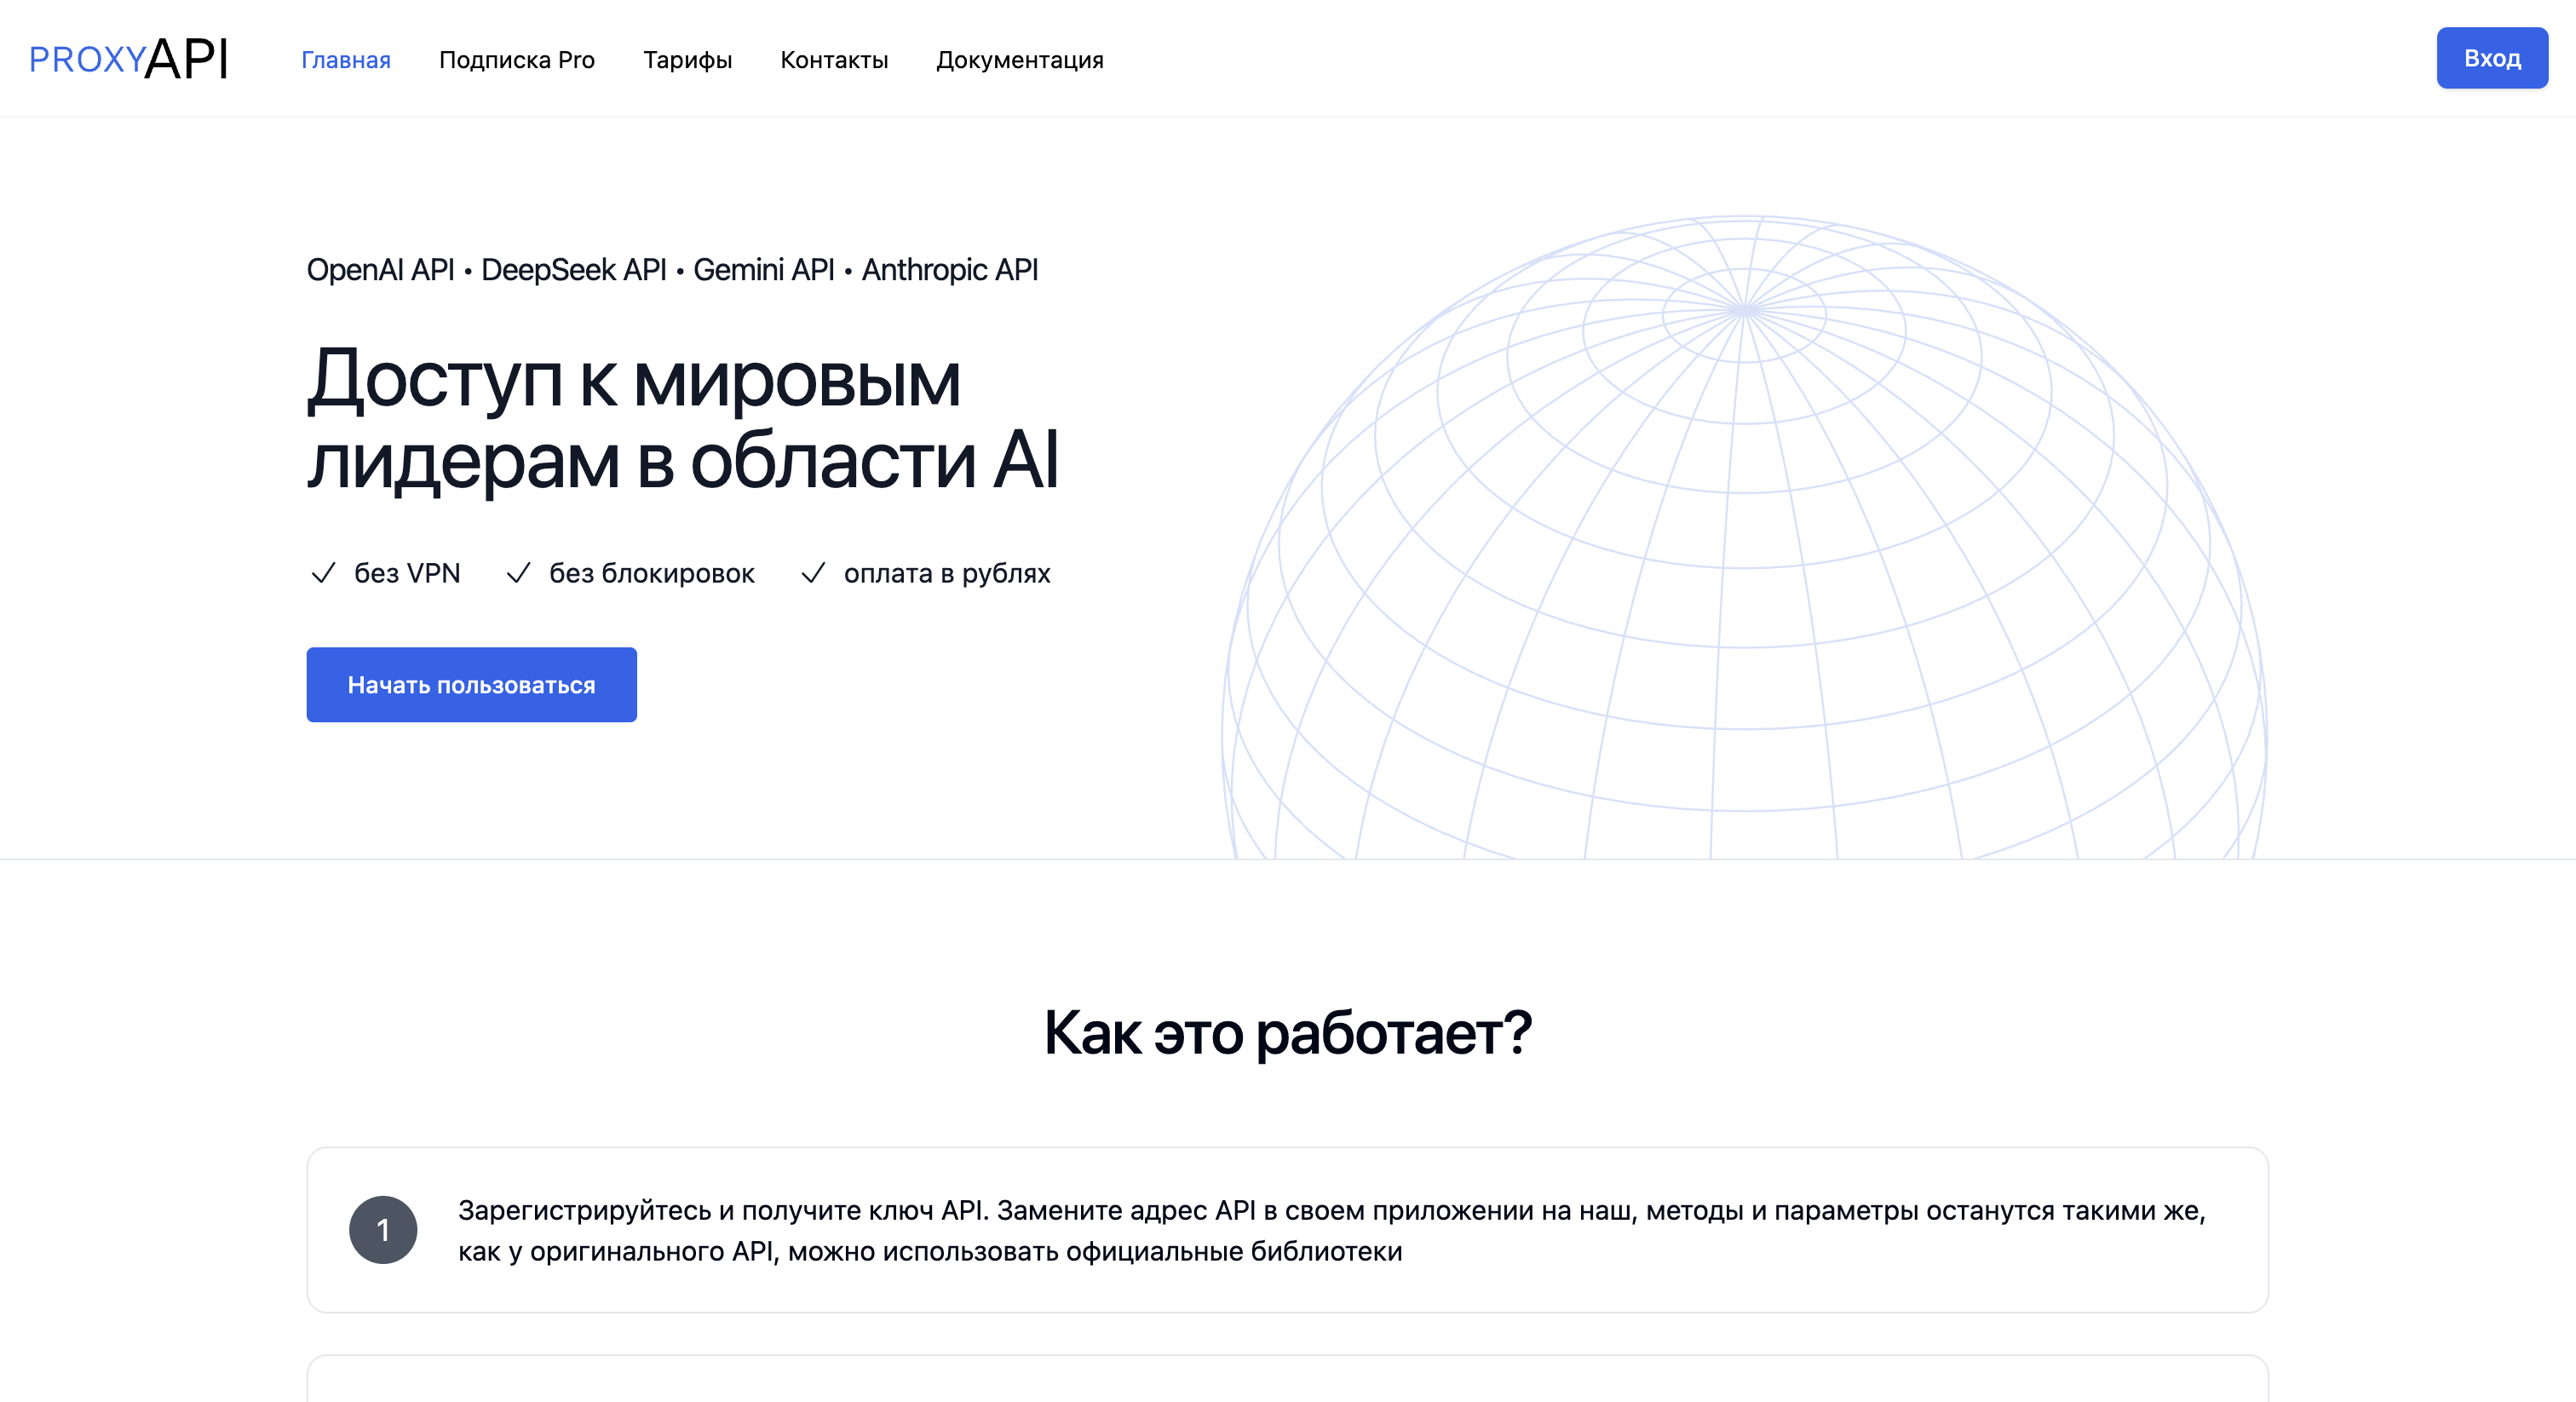 PROXYAPI
Главная
Подписка Pro
Тарифы
Контакты
Документация
Вход
OpenAI API • DeepSeek API • Gemini API • Anthropic API
Доступ к мировым
лидерам в области AI
без VPN
без блокировок
оплата в рублях
Начать пользоваться
Как это работает?
1
Зарегистрируйтесь и получите ключ API. Замените адрес API в своем приложении на наш, методы и параметры останутся такими же,
как у оригинального API, можно использовать официальные библиотеки